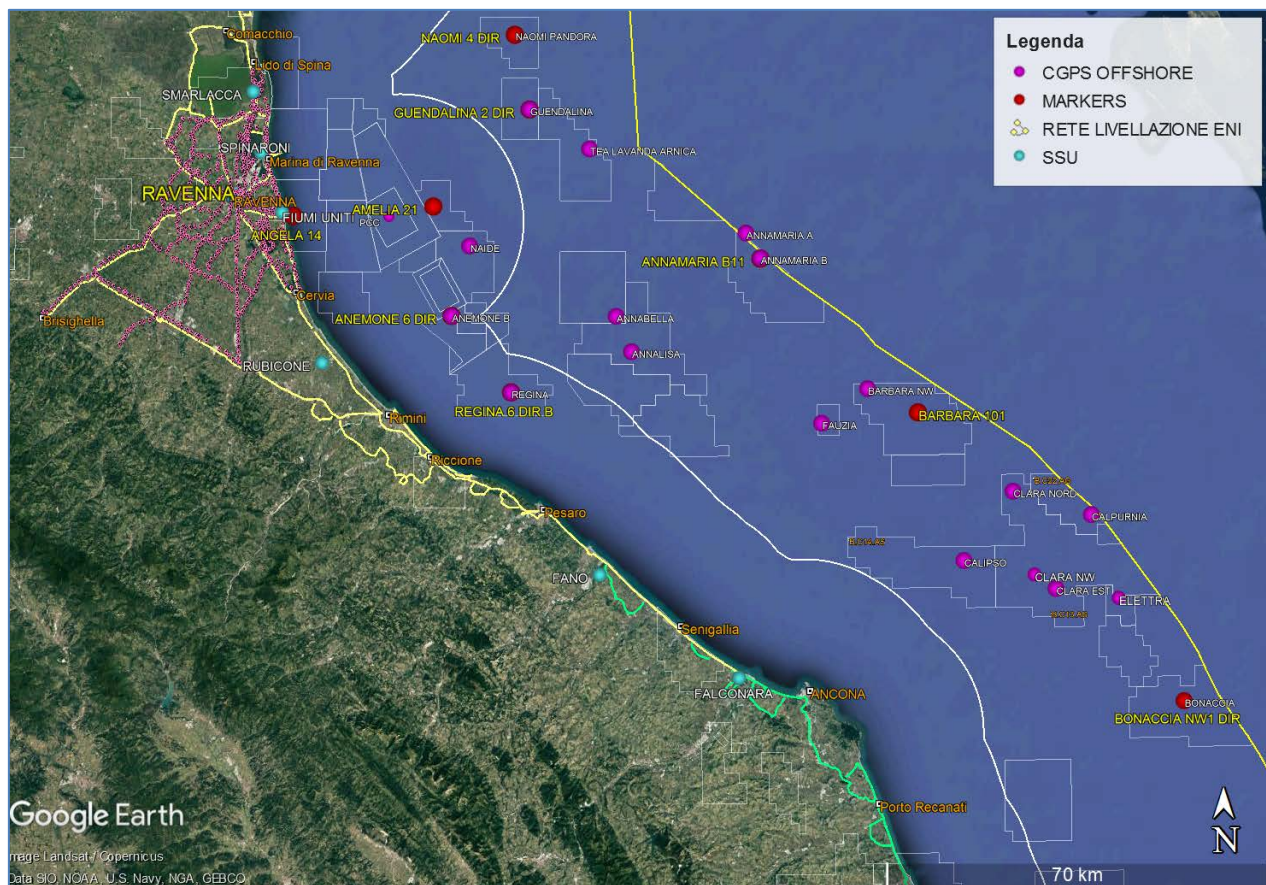 Legenda
CGPS OFFSHORE
MARKERS
RETE LIVELLAZIONE ENI
SSU
Comacchio
Lido di Spina
SMARLACCA
SPINARONI
Marina di Ravenna
RAVENNA
RAVENNA
FIUMI UNITI
ANGELA 14
Cervia
Brisighella
RUBICONE
Rimini
Riccione
Pesaro
FANO
Senigallia
FALCONARA
ANCONA
Porto Recanati
NAOMI 4 DIR
NAOMI PANDORA
GUENDALINA 2 DIR
GUENDALINA
TEA LAVANDA ARNICA
AMELIA 21
PCC
NAIDE
ANNAMARIA A
ANNAMARIA B11
ANNAMARIA B
ANEMONE 6 DIR
ANEMONE B
ANNABELLA
ANNALISA
REGINA
REGINA 6 DIR B
BARBARA NW
BARBARA 101
FAUZIA
CLARA NORD
CALPURNIA
CALIPSO
CLARA NW
CLARA EST
ELETTRA
BONACCIA
BONACCIA NW1 DIR
Google Earth
Image Landsat / Copernicus
Data SIO, NOAA, U.S. Navy, NGA, GEBCO
N
70 km